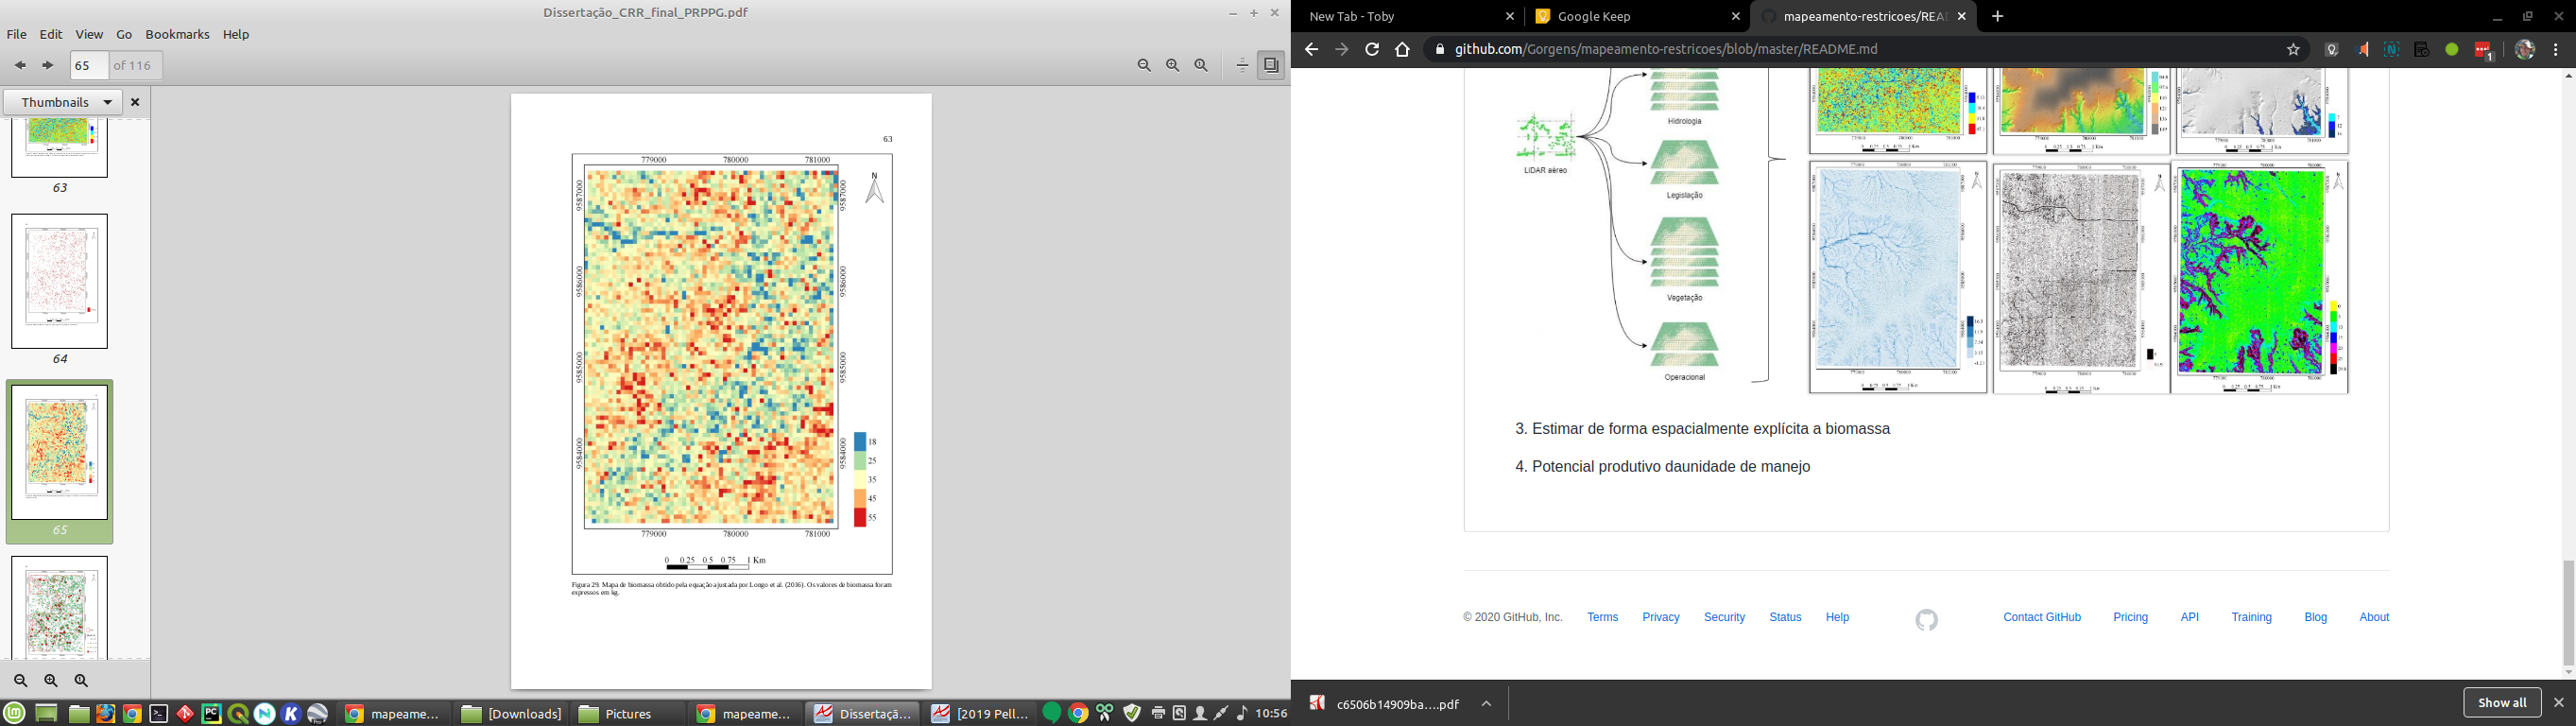 Dissertação_CRR_final_PRPPG.pdf
File Edit View Go Bookmarks Help
65 of 116
Thumbnails
63
64
65
63
779000 780000 781000
N
9587000 9587000
9586000 9586000
9585000 9585000
9584000 9584000
18
25
35
45
55
779000 780000 781000
0 0.25 0.5 0.75 1 Km
Figura 29. Mapa de biomassa obtido pela equação ajustada por Longo et al. (2016). Os valores de biomassa foram
expressos em kg.
mapeame...
[Downloads]
Pictures
mapeame...
Dissertaçã...
[2019 Pell...
10:56
New Tab - Toby
Google Keep
mapeamento-restricoes/REA
github.com/Gorgens/mapeamento-restricoes/blob/master/README.md
1
LiDAR aéreo
Hidrologia
Legislação
Vegetação
Operacional
3. Estimar de forma espacialmente explícita a biomassa
4. Potencial produtivo daunidade de manejo
© 2020 GitHub, Inc. Terms Privacy Security Status Help Contact GitHub Pricing API Training Blog About
c6506b14909ba....pdf
Show all